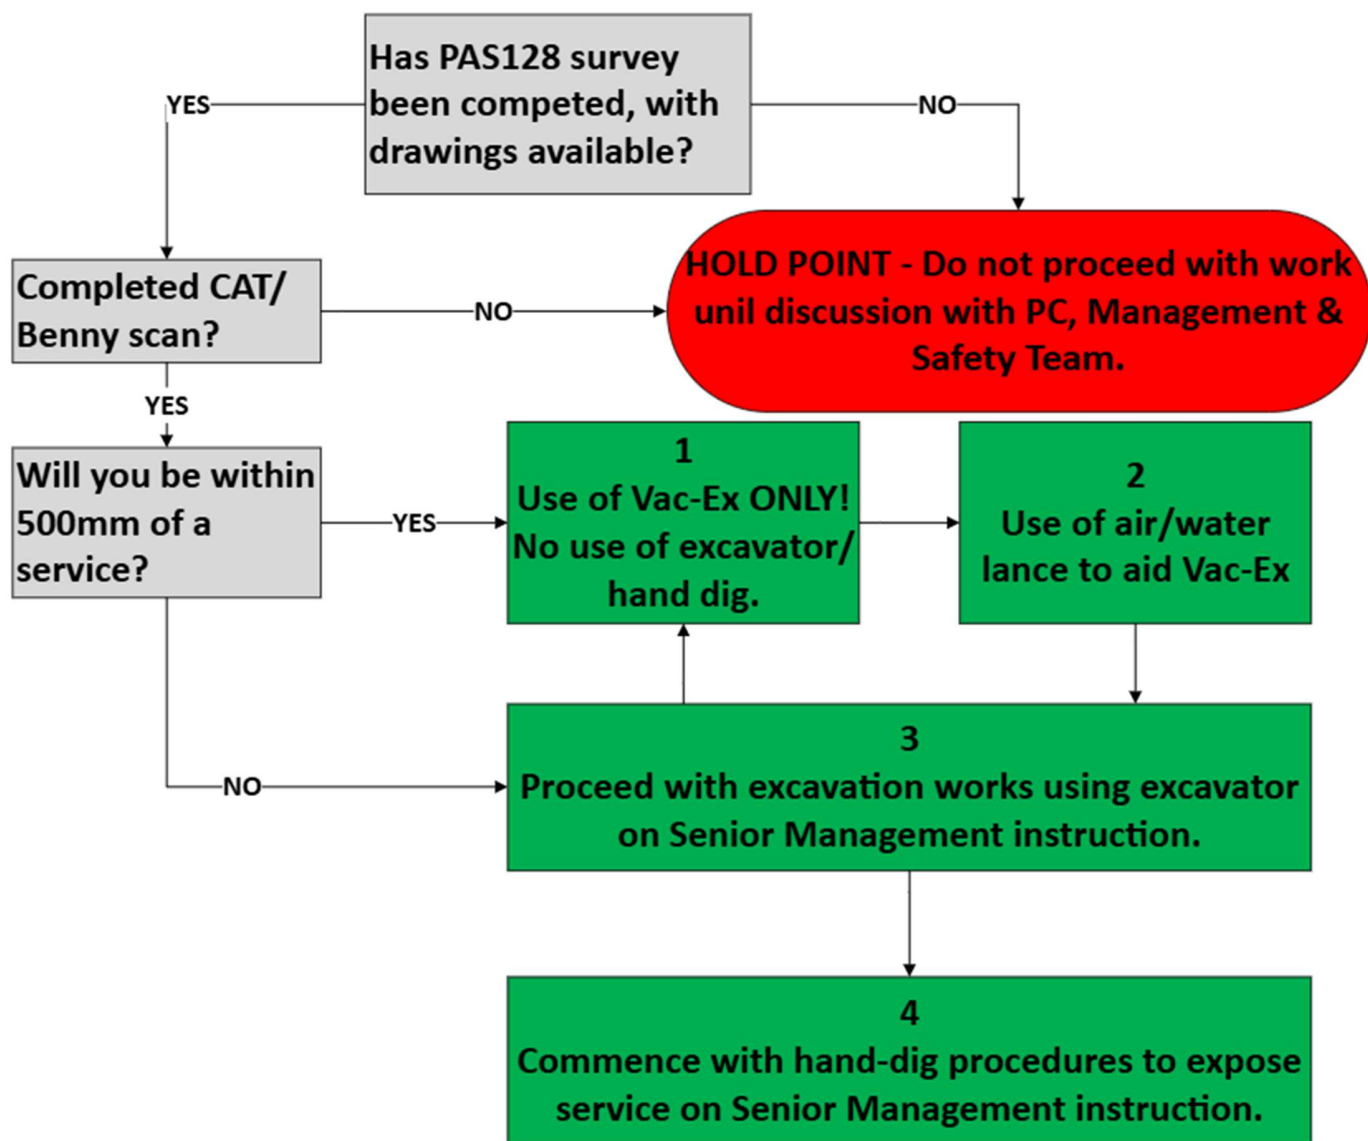 Has PAS128 survey
been competed, with
drawings available?
YES
NO
HOLD POINT - Do not proceed with work
unil discussion with PC, Management &
Safety Team.
Completed CAT/
Benny scan?
NO
YES
Will you be within
500mm of a
service?
YES
1
Use of Vac-Ex ONLY!
No use of excavator/
hand dig.
2
Use of air/water
lance to aid Vac-Ex
NO
3
Proceed with excavation works using excavator
on Senior Management instruction.
4
Commence with hand-dig procedures to expose
service on Senior Management instruction.